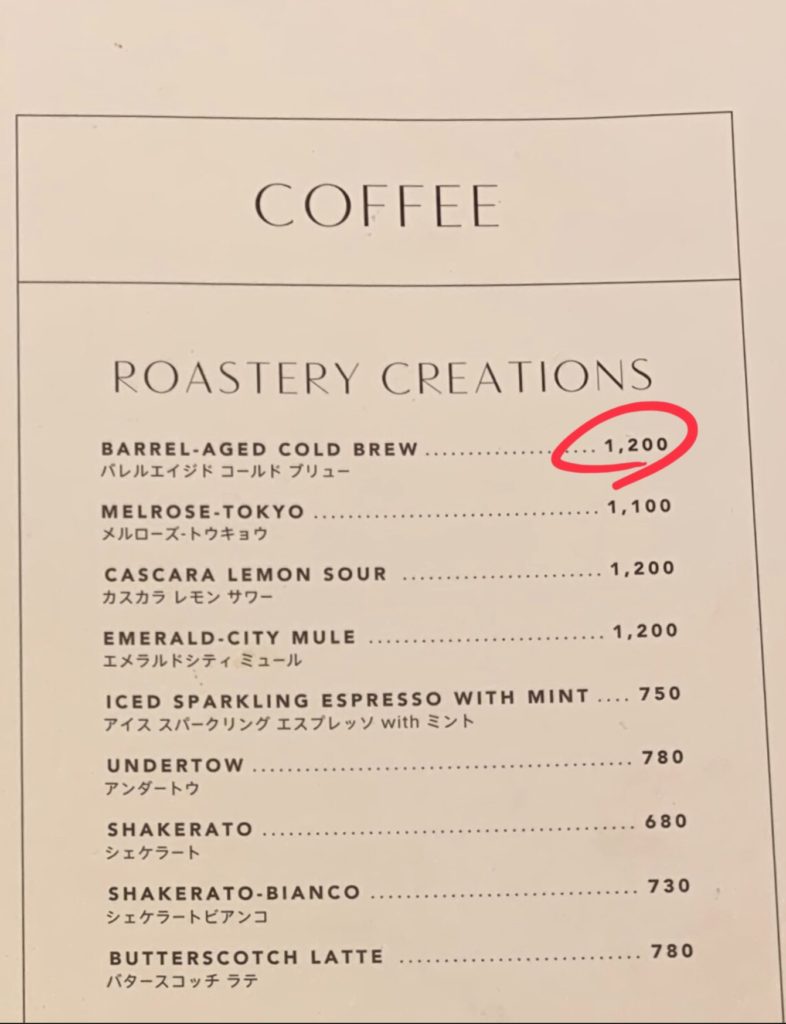 COFFEE
ROASTERY CREATIONS
BARREL-AGED COLD BREW .................... 1,200
バレルエイジド コールド ブリュー
MELROSE-TOKYO ................................. 1,100
メルローズ-トウキョウ
CASCARA LEMON SOUR ....................... 1,200
カスカラ レモン サワー
EMERALD-CITY MULE ........................... 1,200
エメラルドシティ ミュール
ICED SPARKLING ESPRESSO WITH MINT .... 750
アイス スパークリング エスプレッソ with ミント
UNDERTOW ........................................... 780
アンダートウ
SHAKERATO .......................................... 680
シェケラート
SHAKERATO-BIANCO .............................. 730
シェケラートビアンコ
BUTTERSCOTCH LATTE ........................... 780
バタースコッチ ラテ